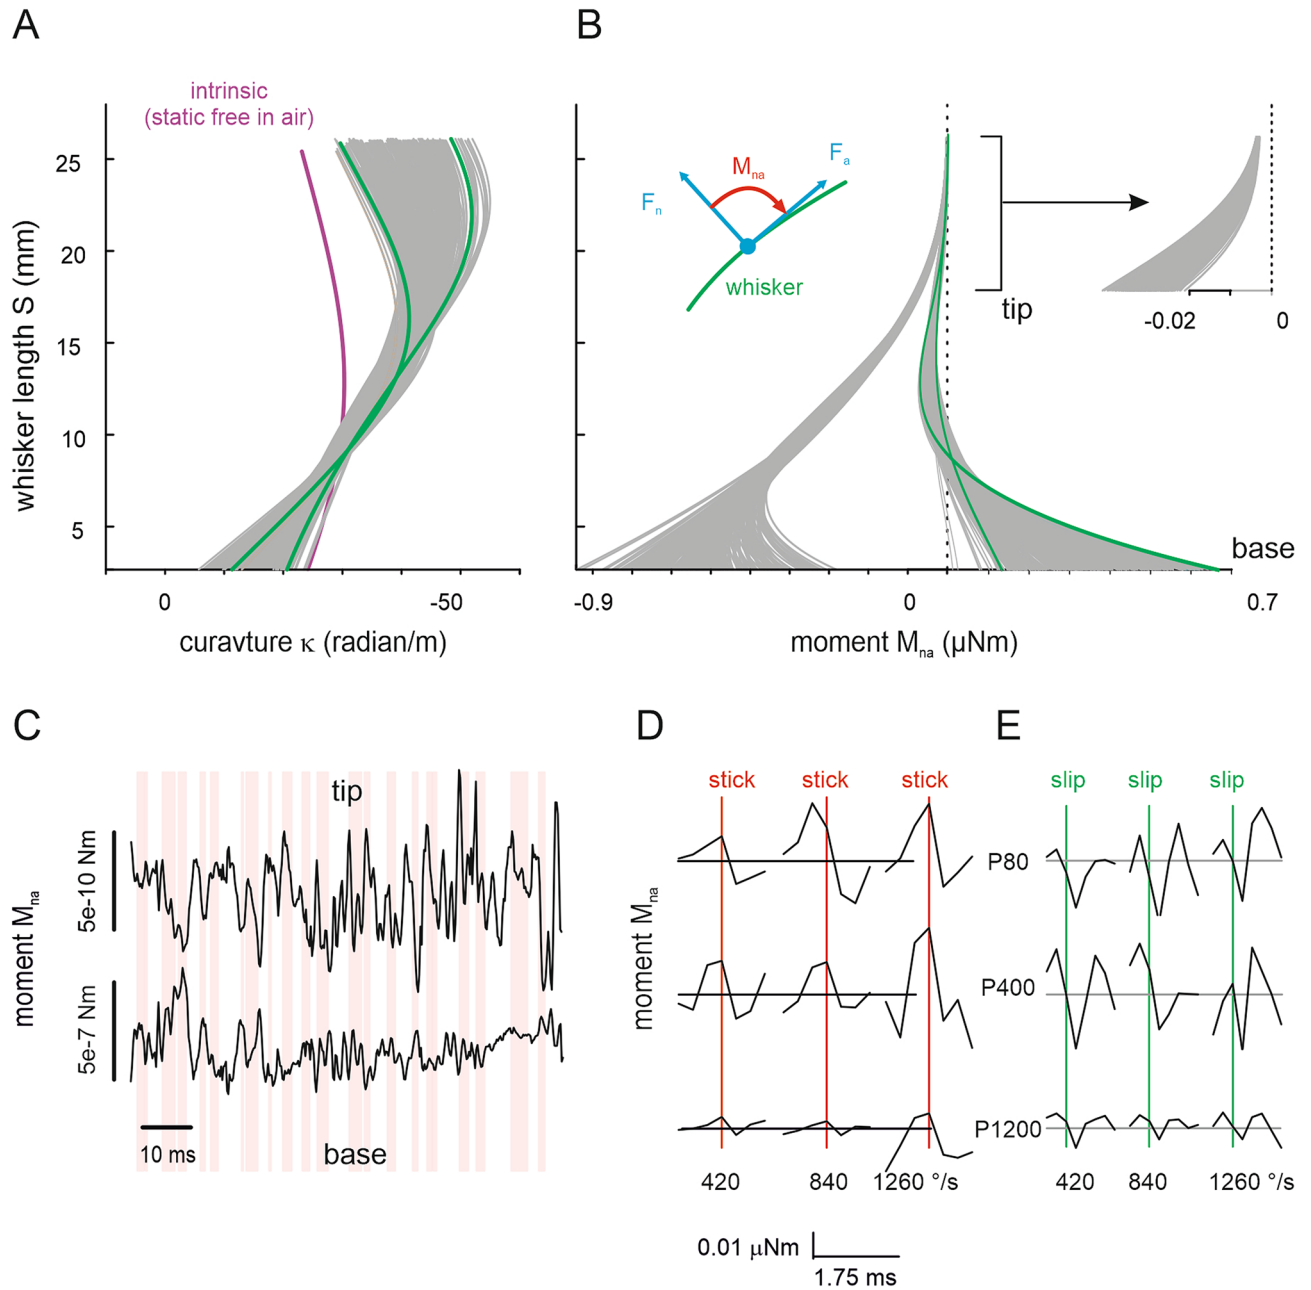 A
B
intrinsic
(static free in air)
25
20
15
10
5
whisker length S (mm)
0
-50
curavture κ (radian/m)
Fn
Mna
Fa
whisker
tip
-0.02
0
base
-0.9
0
0.7
moment Mna (μNm)
C
D
E
tip
5e-10 Nm
5e-7 Nm
moment Mna
10 ms
base
stick
stick
stick
moment Mna
420
840
1260 °/s
0.01 μNm
1.75 ms
slip
slip
slip
P80
P400
P1200
420
840
1260 °/s